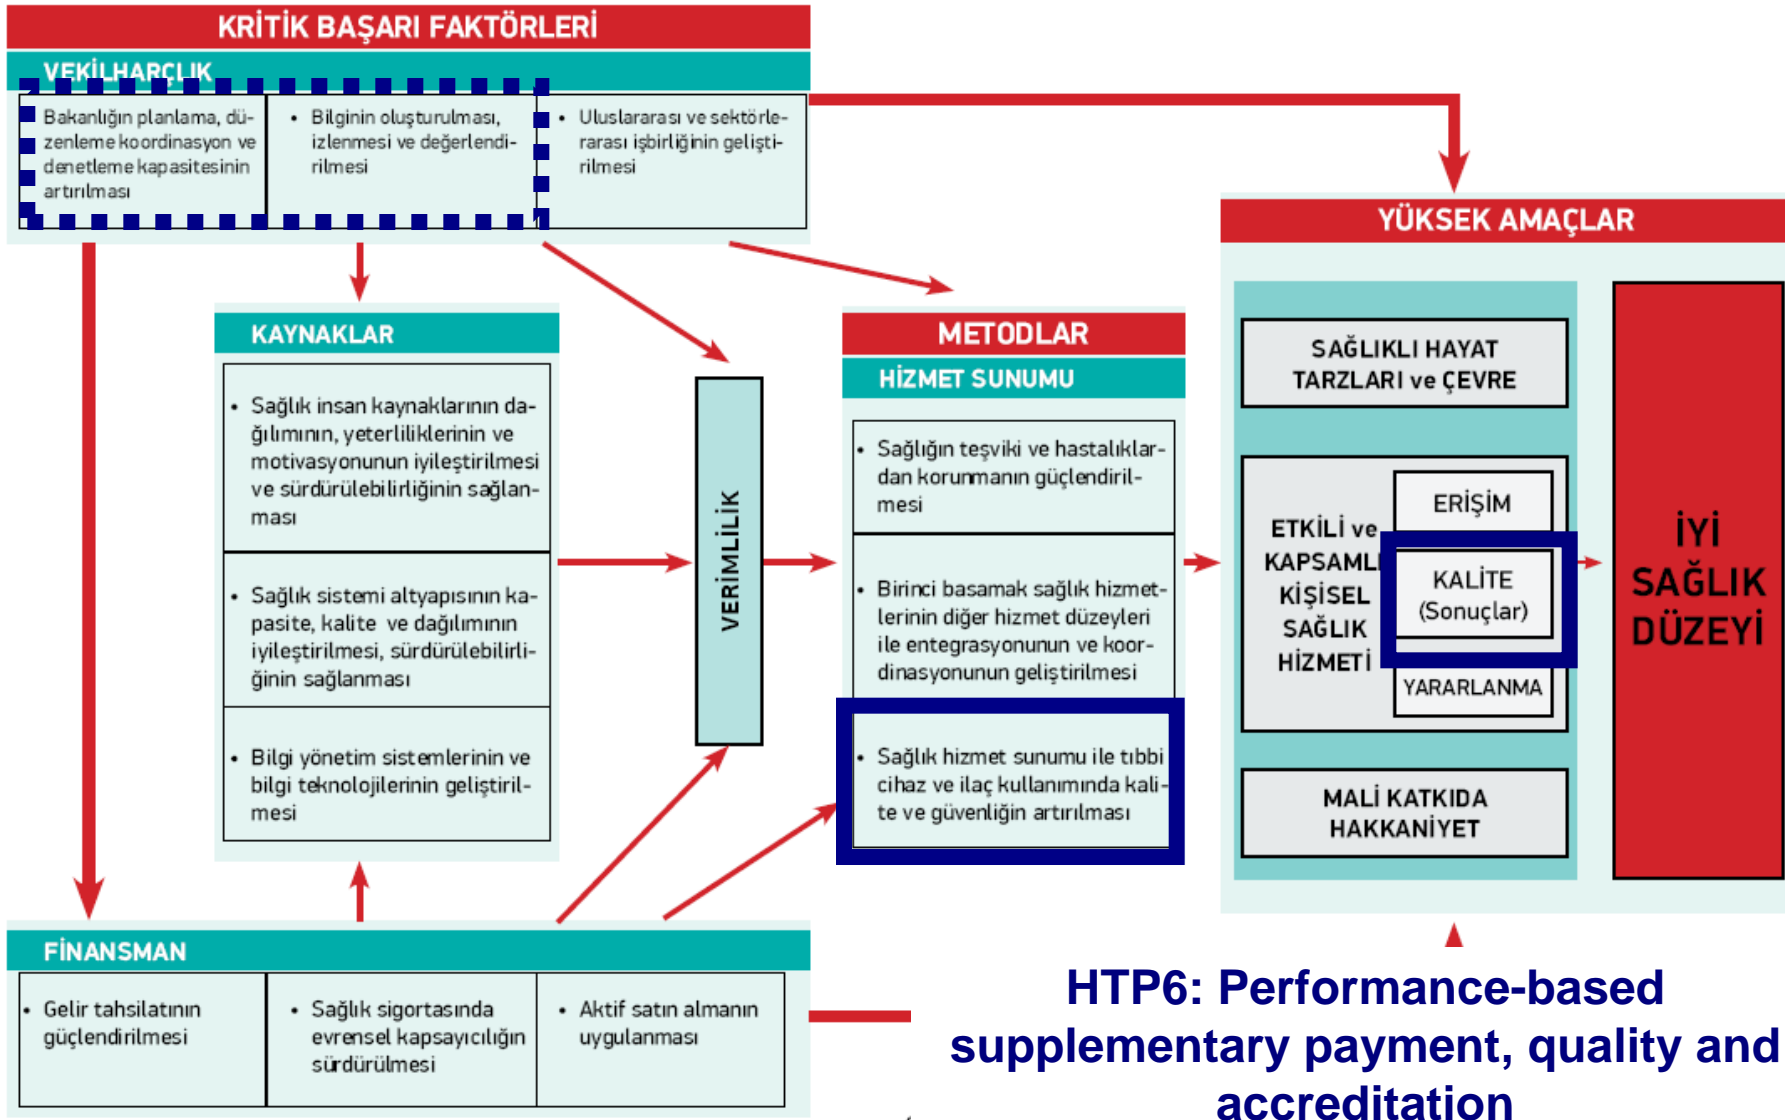 KRİTİK BAŞARI FAKTÖRLERİ
VEKİLHARÇLIK
Bakanlığın planlama, dü-
zenleme koordinasyon ve
denetleme kapasitesinin
artırılması
• Bilginin oluşturulması,
izlenmesi ve değerlendi-
rilmesi
• Uluslararası ve sektörle-
rarası işbirliğinin gelişti-
rilmesi
KAYNAKLAR
• Sağlık insan kaynaklarının da-
ğılımının, yeterliliklerinin ve
motivasyonunun iyileştirilmesi
ve sürdürülebilirliğinin sağlan-
ması
• Sağlık sistemi altyapısının ka-
pasite, kalite ve dağılımının
iyileştirilmesi, sürdürülebilirli-
ğinin sağlanması
• Bilgi yönetim sistemlerinin ve
bilgi teknolojilerinin geliştiril-
mesi
VERİMLİLİK
METODLAR
HİZMET SUNUMU
• Sağlığın teşviki ve hastalıklar-
dan korunmanın güçlendiril-
mesi
• Birinci basamak sağlık hizmet-
lerinin diğer hizmet düzeyleri
ile entegrasyonunun ve koor-
dinasyonunun geliştirilmesi
• Sağlık hizmet sunumu ile tıbbi
cihaz ve ilaç kullanımında kali-
te ve güvenliğin artırılması
YÜKSEK AMAÇLAR
SAĞLIKLI HAYAT
TARZLARI ve ÇEVRE
ETKİLİ ve
KAPSAMLI
KİŞİSEL
SAĞLIK
HİZMETİ
ERİŞİM
KALİTE
(Sonuçlar)
YARARLANMA
MALİ KATKIDA
HAKKANİYET
İYİ
SAĞLIK
DÜZEYİ
FİNANSMAN
• Gelir tahsilatının
güçlendirilmesi
• Sağlık sigortasında
evrensel kapsayıcılığın
sürdürülmesi
• Aktif satın almanın
uygulanması
HTP6: Performance-based
supplementary payment, quality and
accreditation